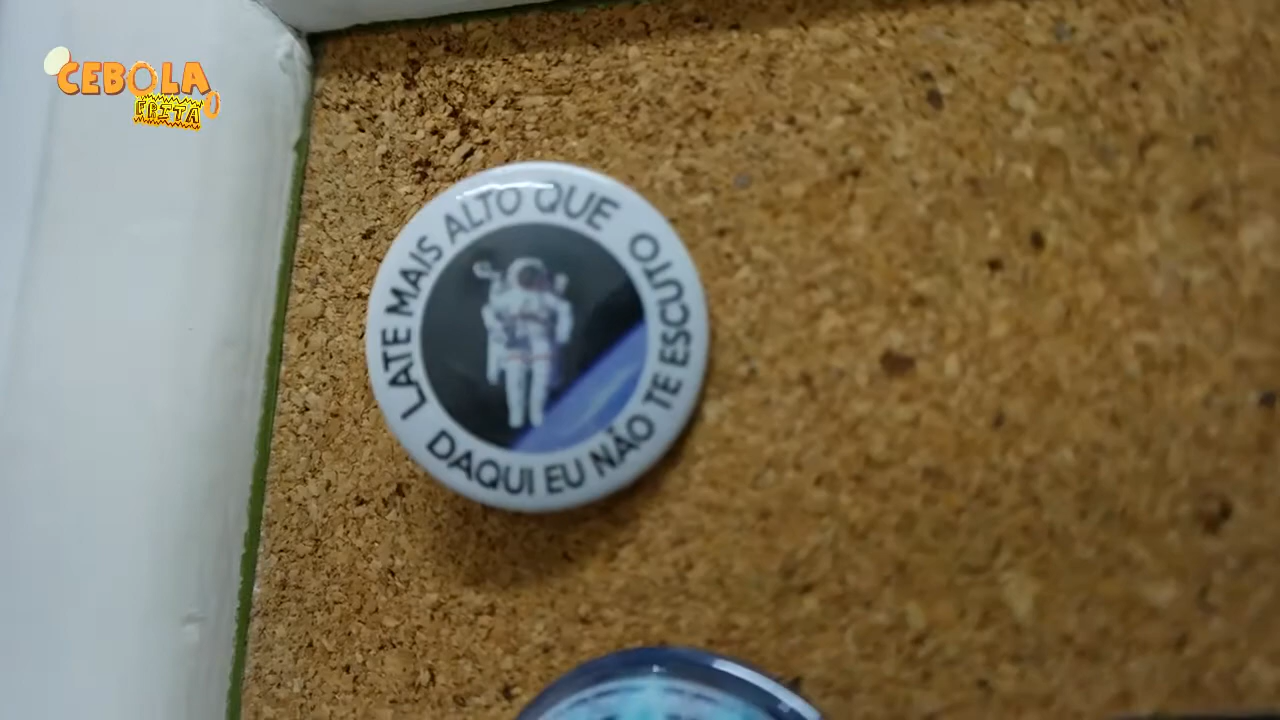 CEBOLA
FRITA
LATE MAIS ALTO QUE
DAQUI EU NÃO TE ESCUTO